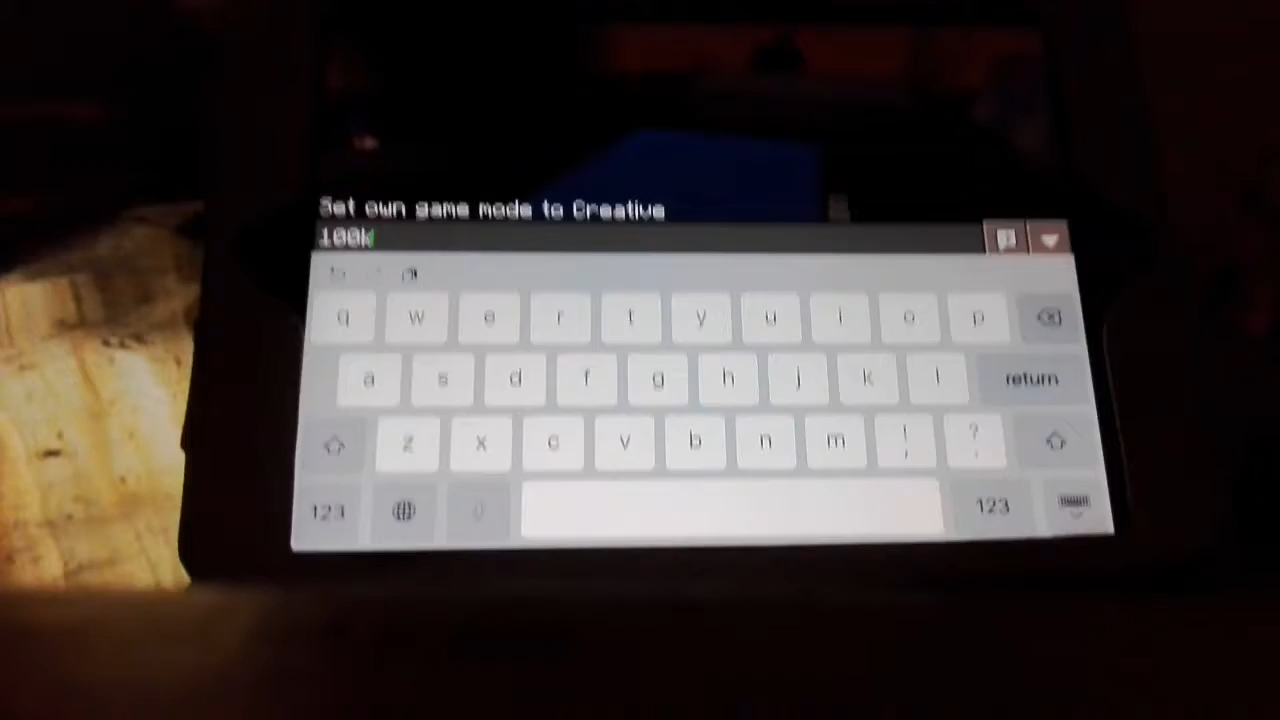 Set own game mode to Creative
100k
q w e r t y u i o p
a s d f g h j k l return
z x c v b n m ! , ? .
123 123